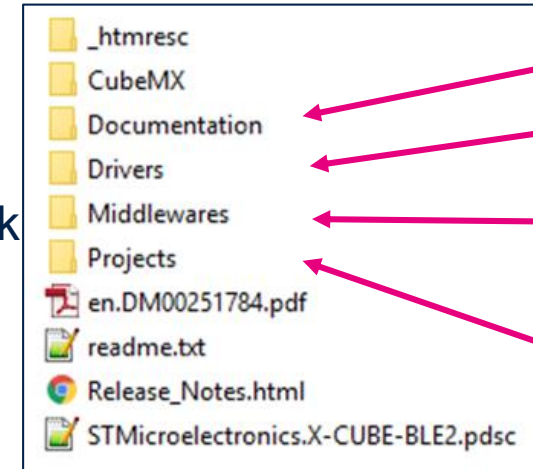 _htmresc
CubeMX
Documentation
Drivers
Middlewares
k
Projects
en.DM00251784.pdf
readme.txt
Release_Notes.html
STMicroelectronics.X-CUBE-BLE2.pdsc